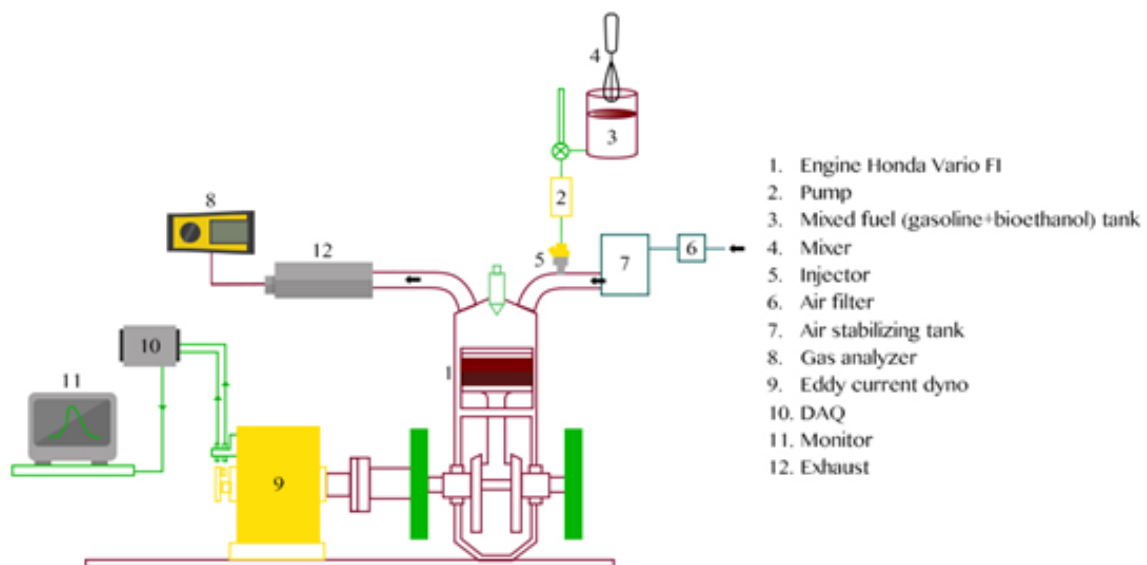 4
3
2
8
12
5
7
6
10
1
11
9
1. Engine Honda Vario FI
2. Pump
3. Mixed fuel (gasoline+bioethanol) tank
4. Mixer
5. Injector
6. Air filter
7. Air stabilizing tank
8. Gas analyzer
9. Eddy current dyno
10. DAQ
11. Monitor
12. Exhaust